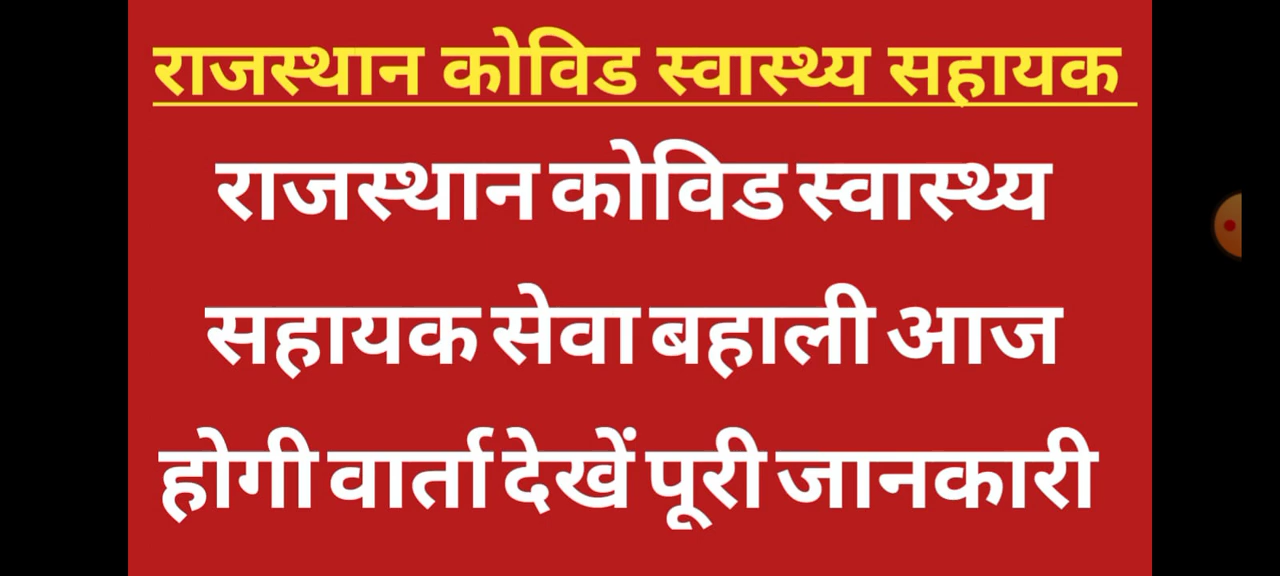 राजस्थान कोविड स्वास्थ्य सहायक
राजस्थान कोविड स्वास्थ्य
सहायक सेवा बहाली आज
होगी वार्ता देखें पूरी जानकारी